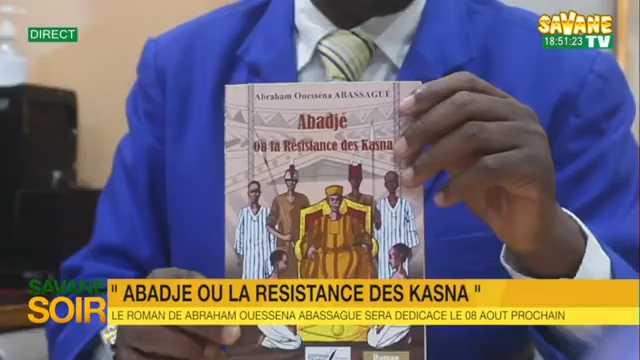 DIRECT
SAVANE
TV
18:51:23
Abraham Ouesséna ABASSAGUÉ
Abadjé
Ou la Résistance des Kasna
SAVANE
SOIR
" ABADJE OU LA RESISTANCE DES KASNA "
LE ROMAN DE ABRAHAM OUESSENA ABASSAGUE SERA DEDICACE LE 08 AOUT PROCHAIN
Roman